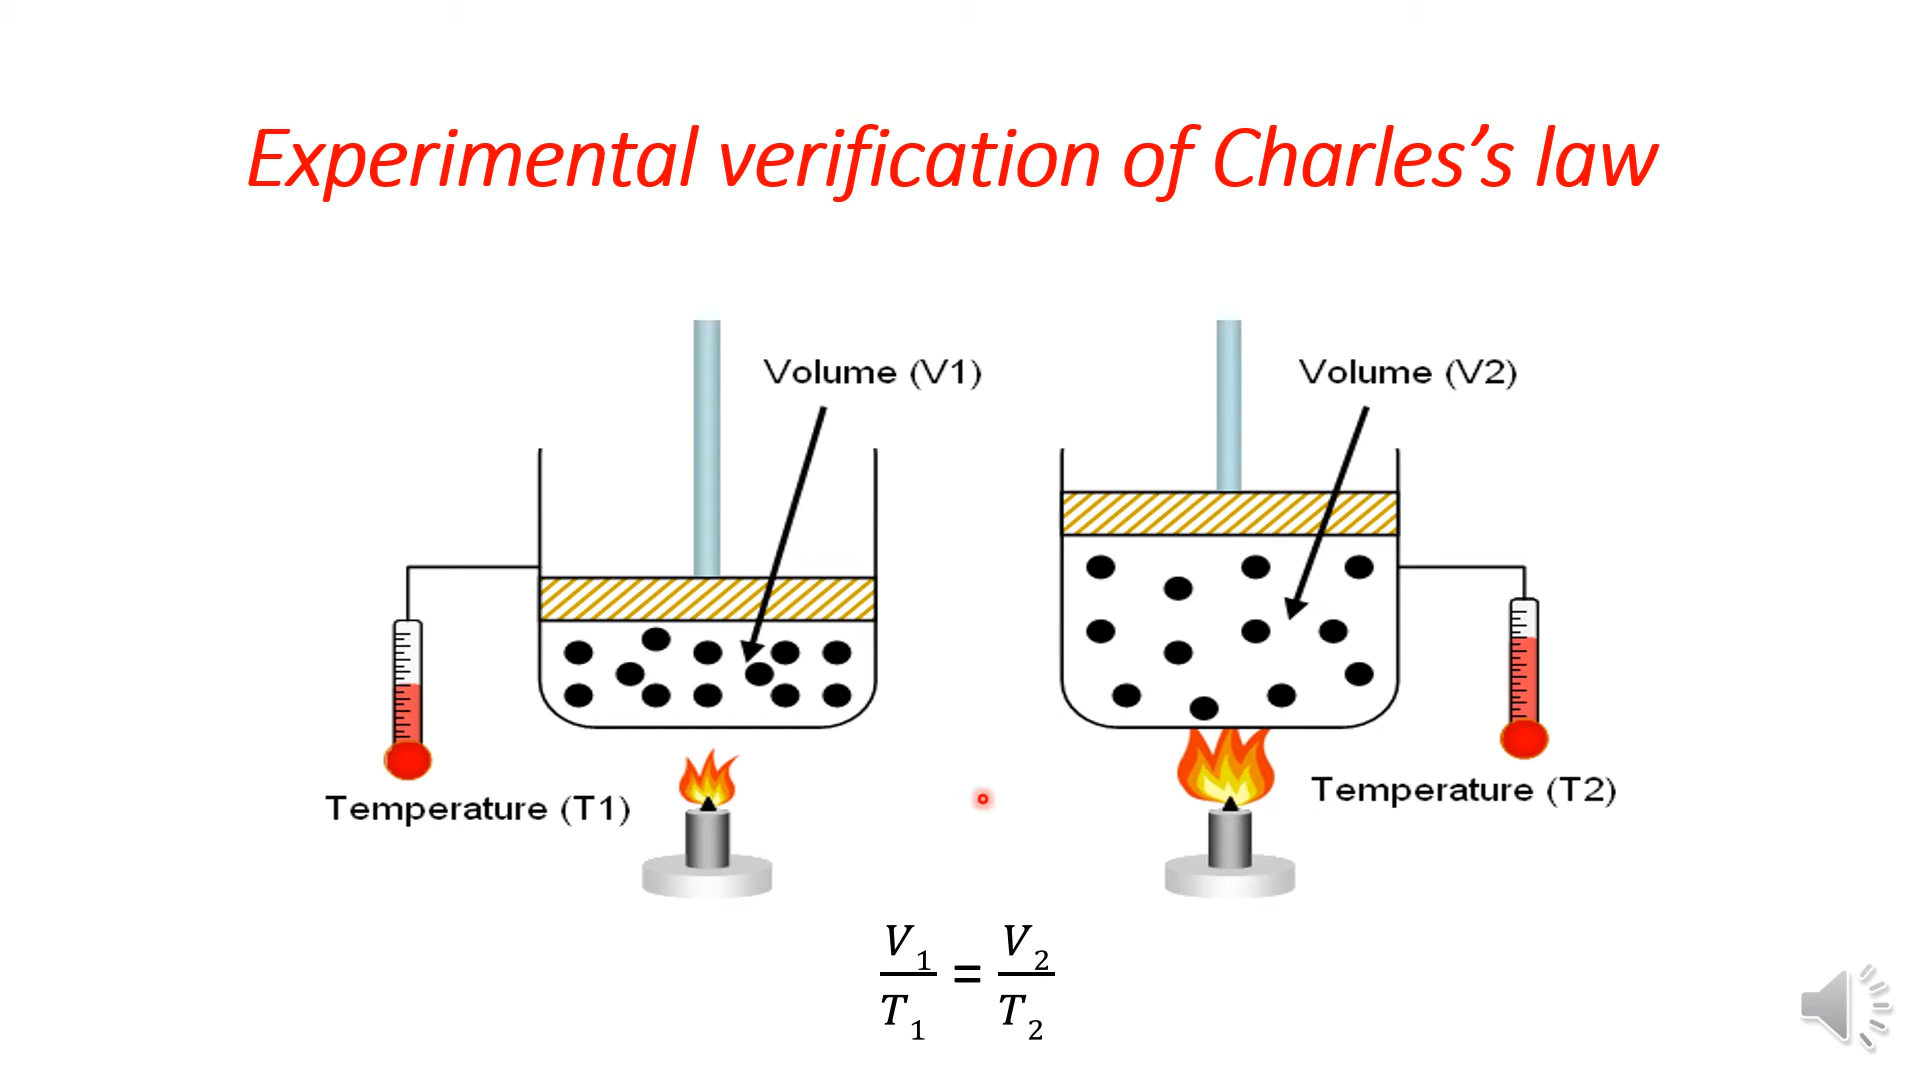 Experimental verification of Charles’s law
Volume (V1)
Volume (V2)
Temperature (T1)
Temperature (T2)
V₁/T₁ = V₂/T₂